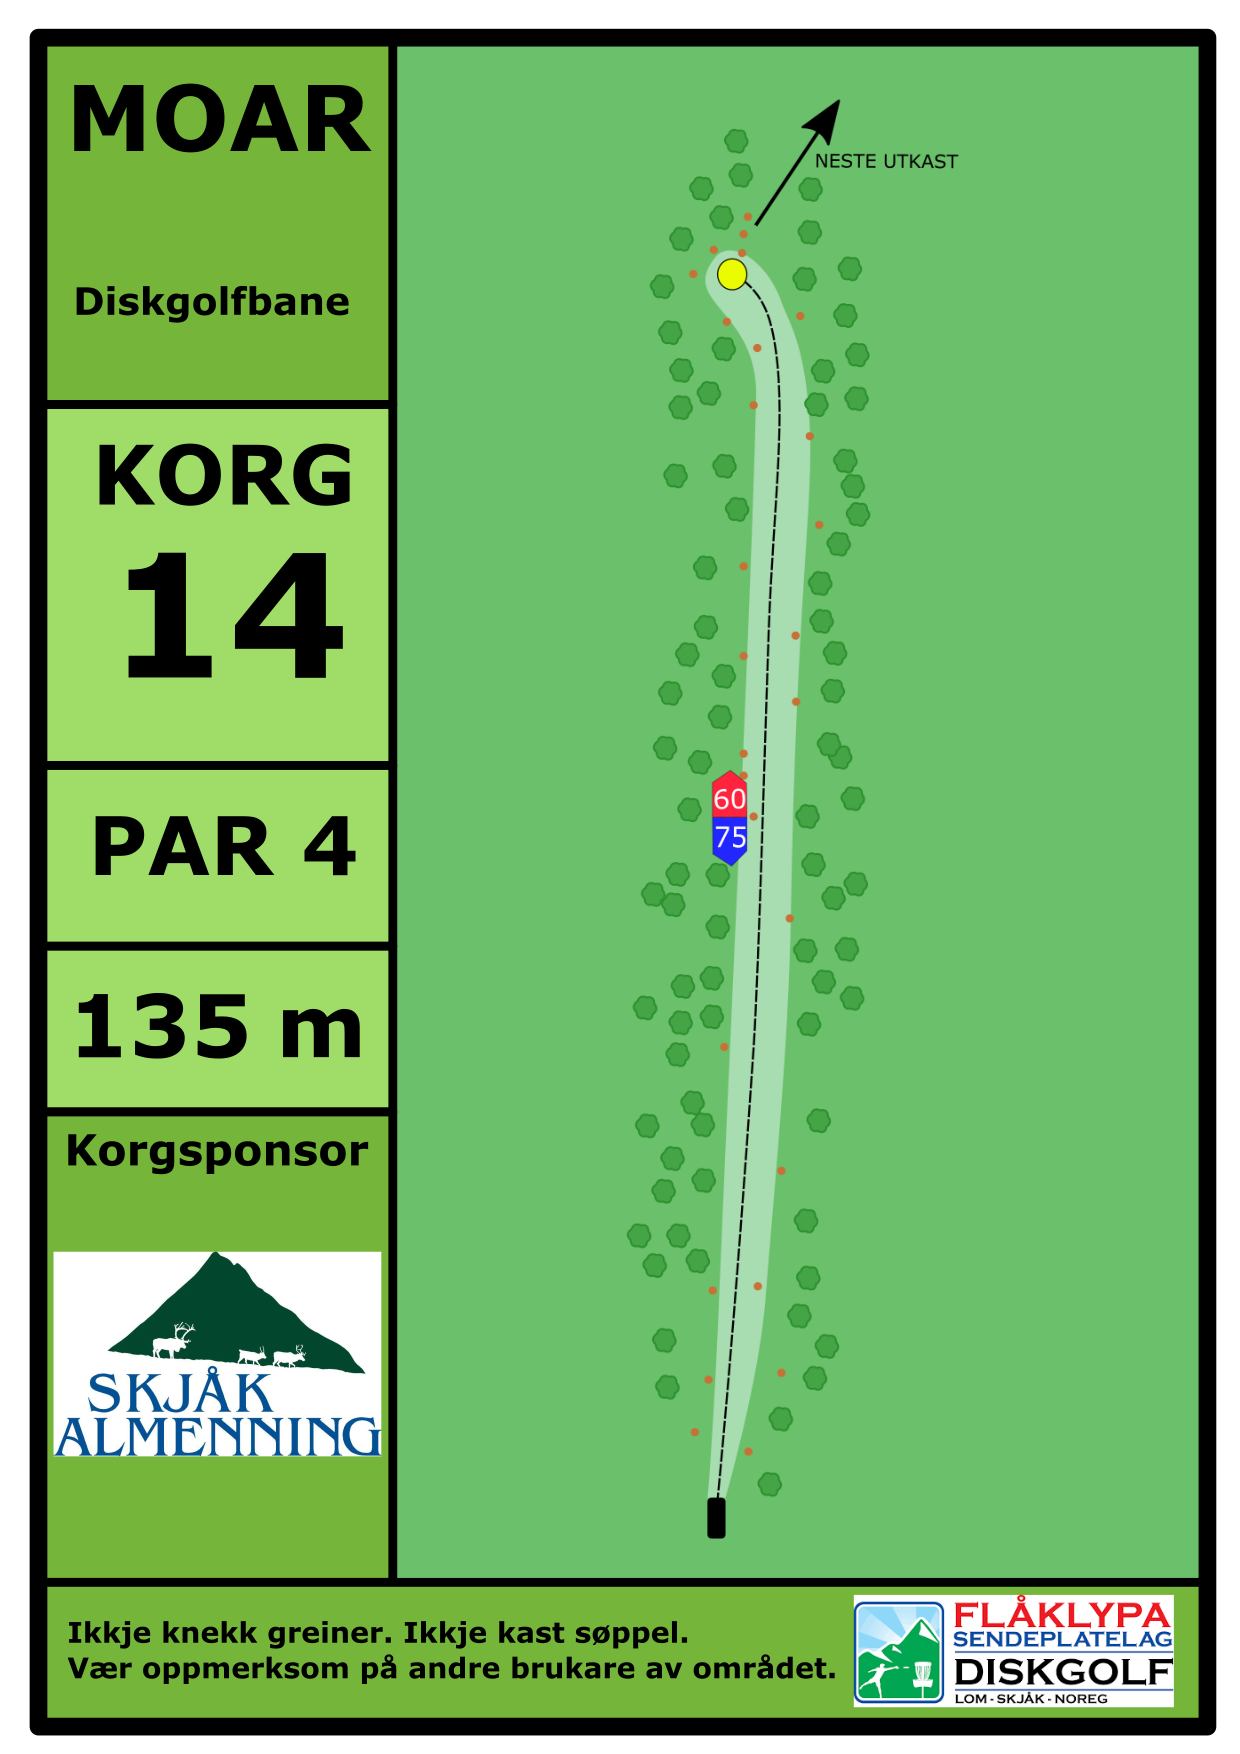 MOAR
Diskgolfbane
KORG
14
PAR 4
135 m
Korgsponsor
SKJÅK
ALMENNING
NESTE UTKAST
60
75
Ikkje knekk greiner. Ikkje kast søppel.
Vær oppmerksom på andre brukare av området.
FLÅKLYPA
SENDEPLATELAG
DISKGOLF
LOM - SKJÅK - NOREG